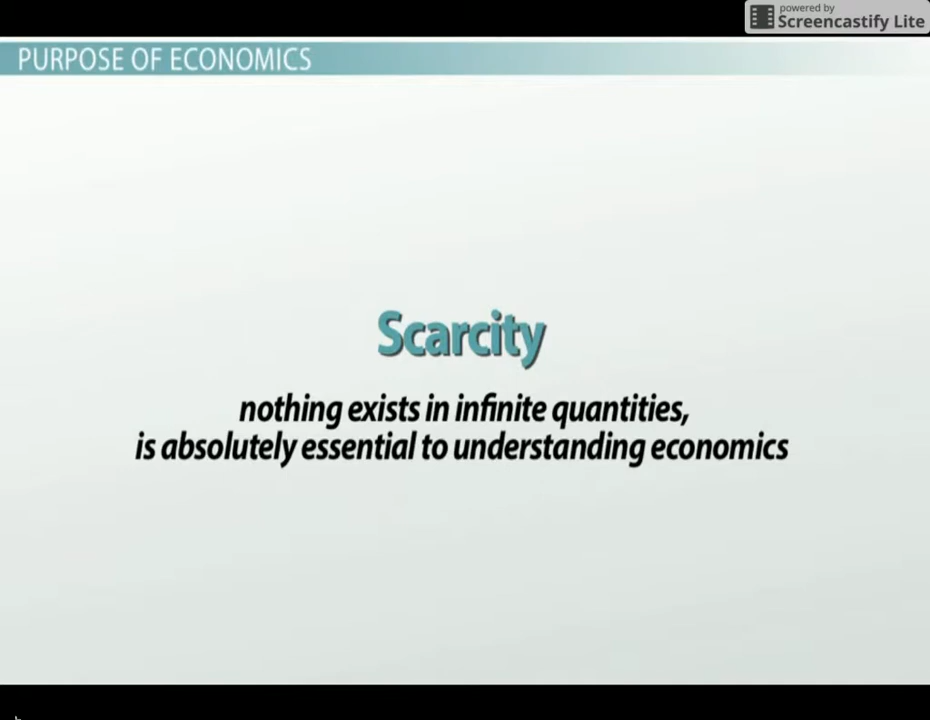 powered by
Screencastify Lite
PURPOSE OF ECONOMICS
Scarcity
nothing exists in infinite quantities,
is absolutely essential to understanding economics